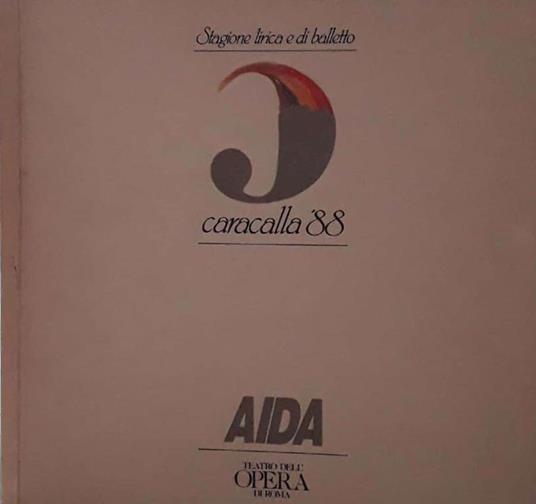 Stagione lirica e di balletto
caracalla '88
AIDA
TEATRO DELL'
OPERA
DI ROMA